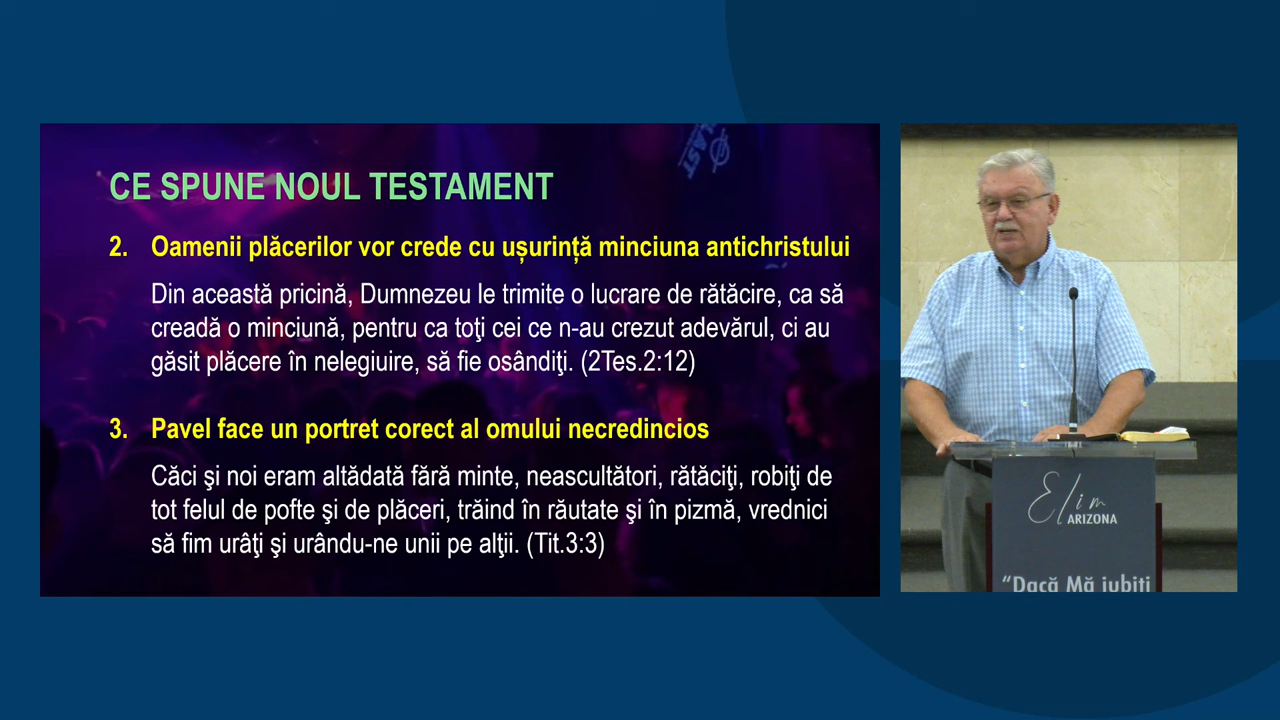 CE SPUNE NOUL TESTAMENT
2. Oamenii plăcerilor vor crede cu ușurință minciuna antichristului
Din această pricină, Dumnezeu le trimite o lucrare de rătăcire, ca să
creadă o minciună, pentru ca toţi cei ce n-au crezut adevărul, ci au
găsit plăcere în nelegiuire, să fie osândiţi. (2Tes.2:12)
3. Pavel face un portret corect al omului necredincios
Căci şi noi eram altădată fără minte, neascultători, rătăciţi, robiţi de
tot felul de pofte şi de plăceri, trăind în răutate şi în pizmă, vrednici
să fim urâţi şi urându-ne unii pe alţii. (Tit.3:3)
Elim
ARIZONA
“Dacă Mă iubiți